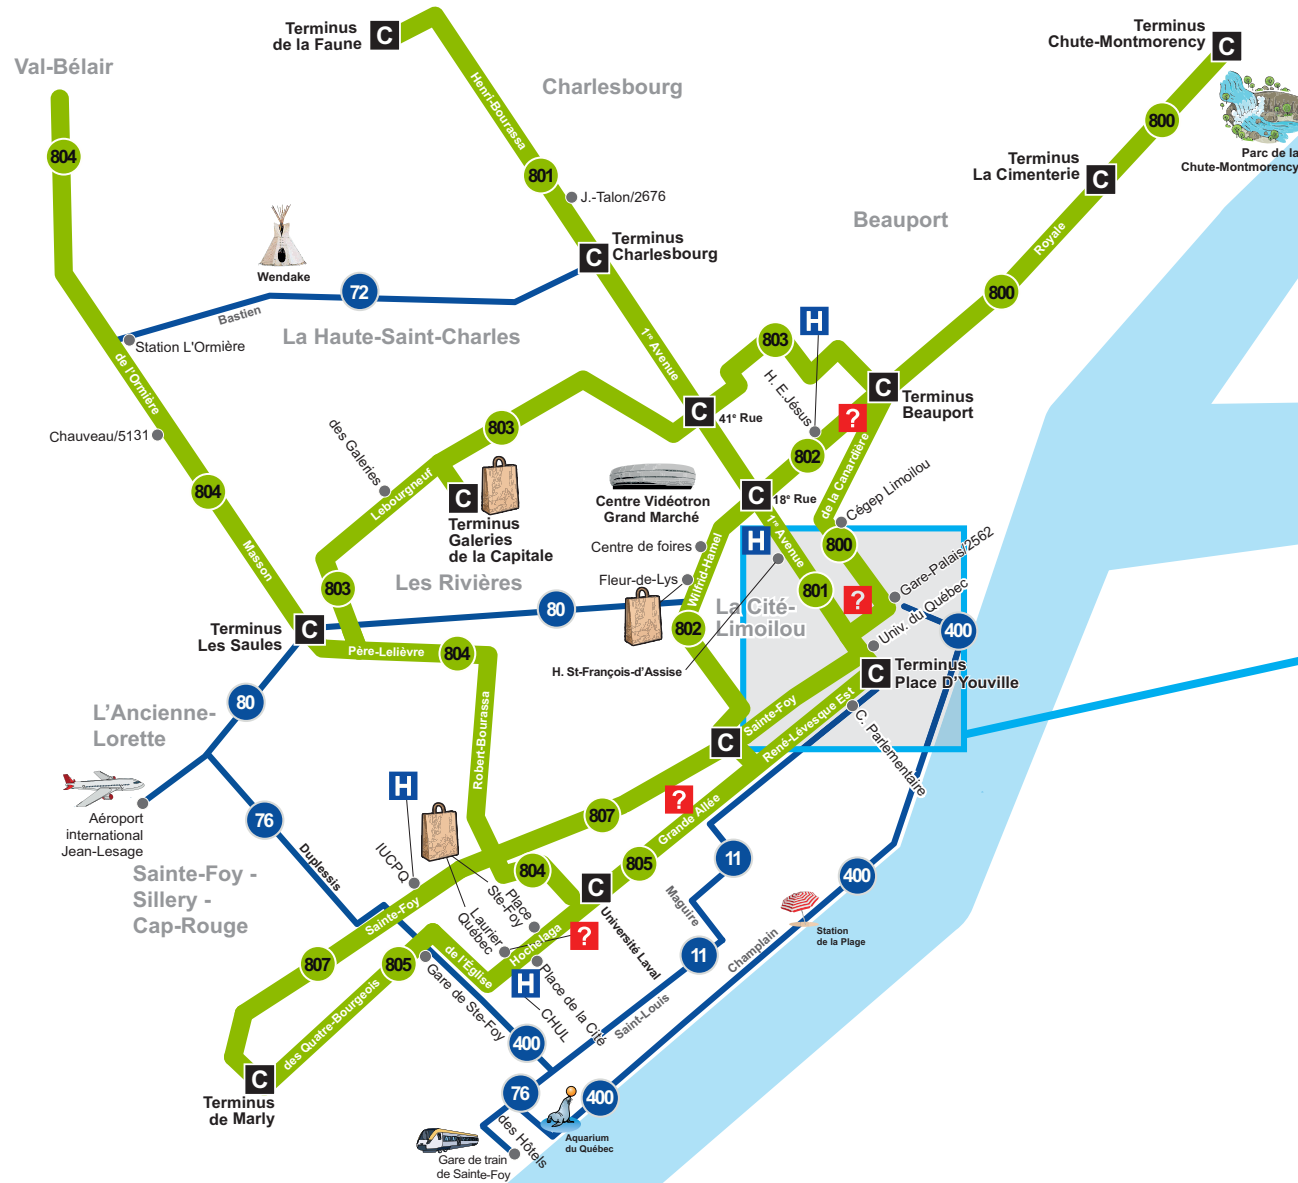 Terminus
de la Faune
C
Terminus
Chute-Montmorency
C
Val-Bélair
Charlesbourg
Henri-Bourassa
800
Parc de la
Chute-Montmorency
804
801
J.-Talon/2676
Terminus
La Cimenterie
C
Beauport
Royale
Wendake
Terminus
Charlesbourg
C
72
Bastien
800
La Haute-Saint-Charles
Station L'Ormière
H
803
1re Avenue
de l'Ormière
H. E.Jésus
Terminus
Beauport
C
C
41e Rue
?
Chauveau/5131
des Galeries
803
802
de la Canardière
804
Lebourgneuf
C
Terminus
Galeries
de la Capitale
Centre Vidéotron
Grand Marché
C
18e Rue
1re Avenue
Cégep Limoilou
Masson
Centre de foires
Wilfrid-Hamel
H
800
Les Rivières
Fleur-de-Lys
803
801
?
Gare-Palais/2562
80
La Cité-
Limoilou
Univ. du Québec
400
Terminus
Les Saules
C
Père-Lelièvre
804
802
H. St-François-d'Assise
C
Terminus
Place D'Youville
80
L'Ancienne-
Lorette
Robert-Bourassa
C
Sainte-Foy
René-Lévesque Est
C. Parlementaire
Aéroport
international
Jean-Lesage
H
76
807
?
Grande Allée
Duplessis
IUCPQ
804
805
11
Sainte-Foy -
Sillery -
Cap-Rouge
Sainte-Foy
Place
Ste-Foy
C
Université Laval
Maguire
400
Laurier
Québec
?
Station
de la Plage
807
805
de l'Église
Hochelaga
11
Champlain
Gare de Ste-Foy
H
Place de la Cité
CHUL
Saint-Louis
des Quatre-Bourgeois
400
C
Terminus
de Marly
76
400
des Hôtels
Aquarium
du Québec
Gare de train
de Sainte-Foy